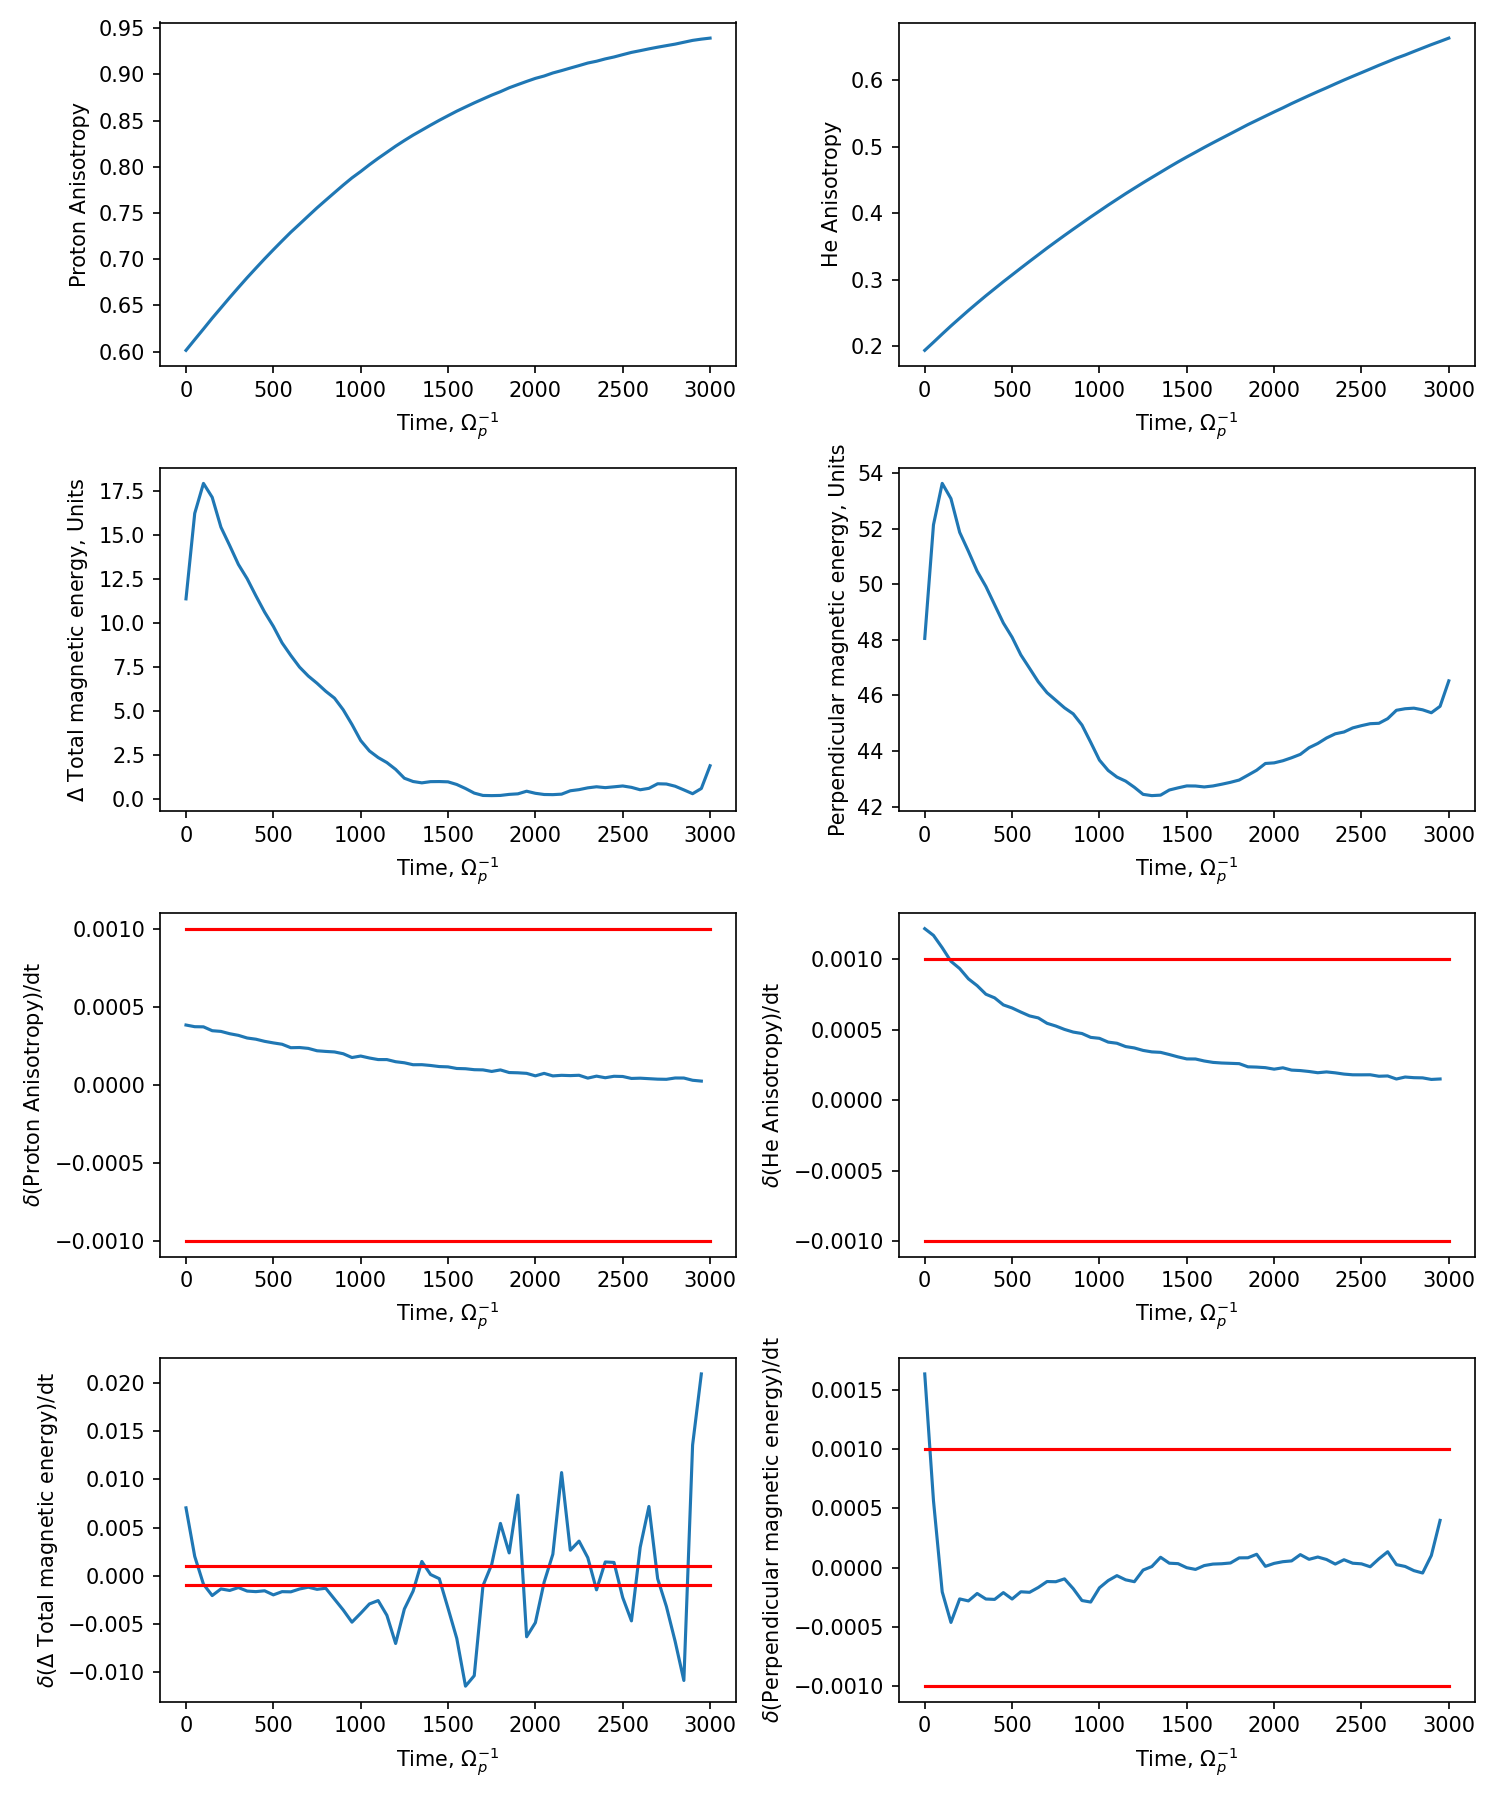 Proton Anisotropy
0.95
0.90
0.85
0.80
0.75
0.70
0.65
0.60
0 500 1000 1500 2000 2500 3000
Time, Ω_p^{-1}
He Anisotropy
0.6
0.5
0.4
0.3
0.2
0 500 1000 1500 2000 2500 3000
Time, Ω_p^{-1}
Δ Total magnetic energy, Units
17.5
15.0
12.5
10.0
7.5
5.0
2.5
0.0
0 500 1000 1500 2000 2500 3000
Time, Ω_p^{-1}
Perpendicular magnetic energy, Units
54
52
50
48
46
44
42
0 500 1000 1500 2000 2500 3000
Time, Ω_p^{-1}
δ(Proton Anisotropy)/dt
0.0010
0.0005
0.0000
−0.0005
−0.0010
0 500 1000 1500 2000 2500 3000
Time, Ω_p^{-1}
δ(He Anisotropy)/dt
0.0010
0.0005
0.0000
−0.0005
−0.0010
0 500 1000 1500 2000 2500 3000
Time, Ω_p^{-1}
δ(Δ Total magnetic energy)/dt
0.020
0.015
0.010
0.005
0.000
−0.005
−0.010
0 500 1000 1500 2000 2500 3000
Time, Ω_p^{-1}
δ(Perpendicular magnetic energy)/dt
0.0015
0.0010
0.0005
0.0000
−0.0005
−0.0010
0 500 1000 1500 2000 2500 3000
Time, Ω_p^{-1}